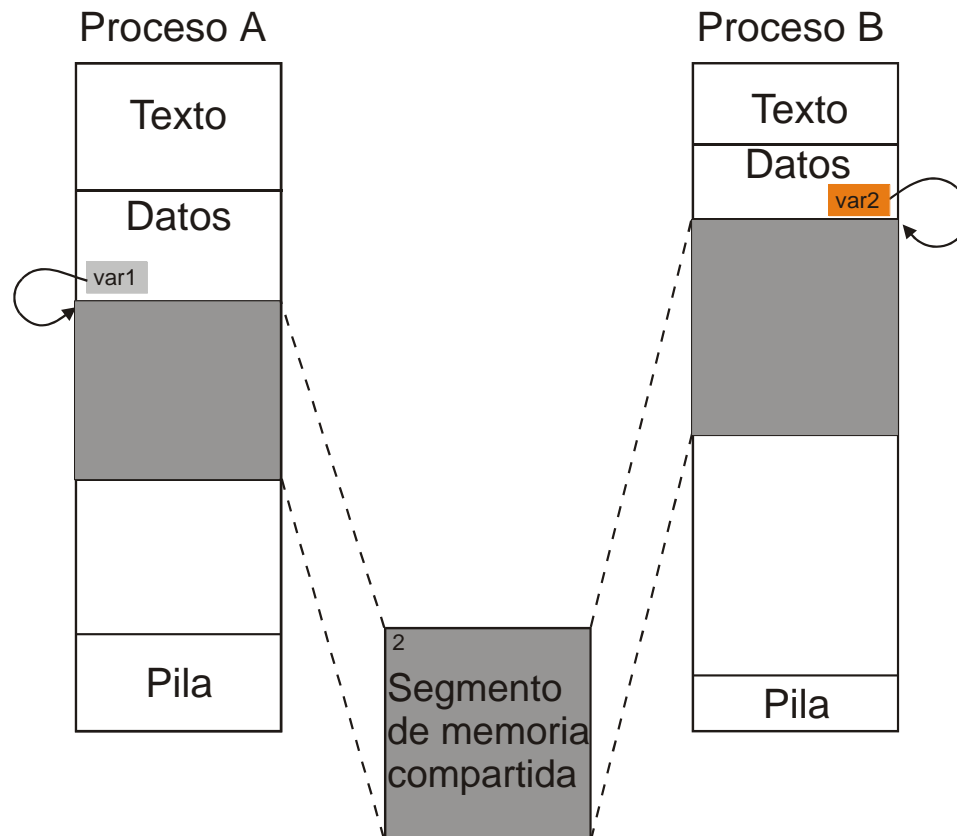 Proceso A
Texto
Datos
var1
Pila
Proceso B
Texto
Datos
var2
Pila
2
Segmento
de memoria
compartida